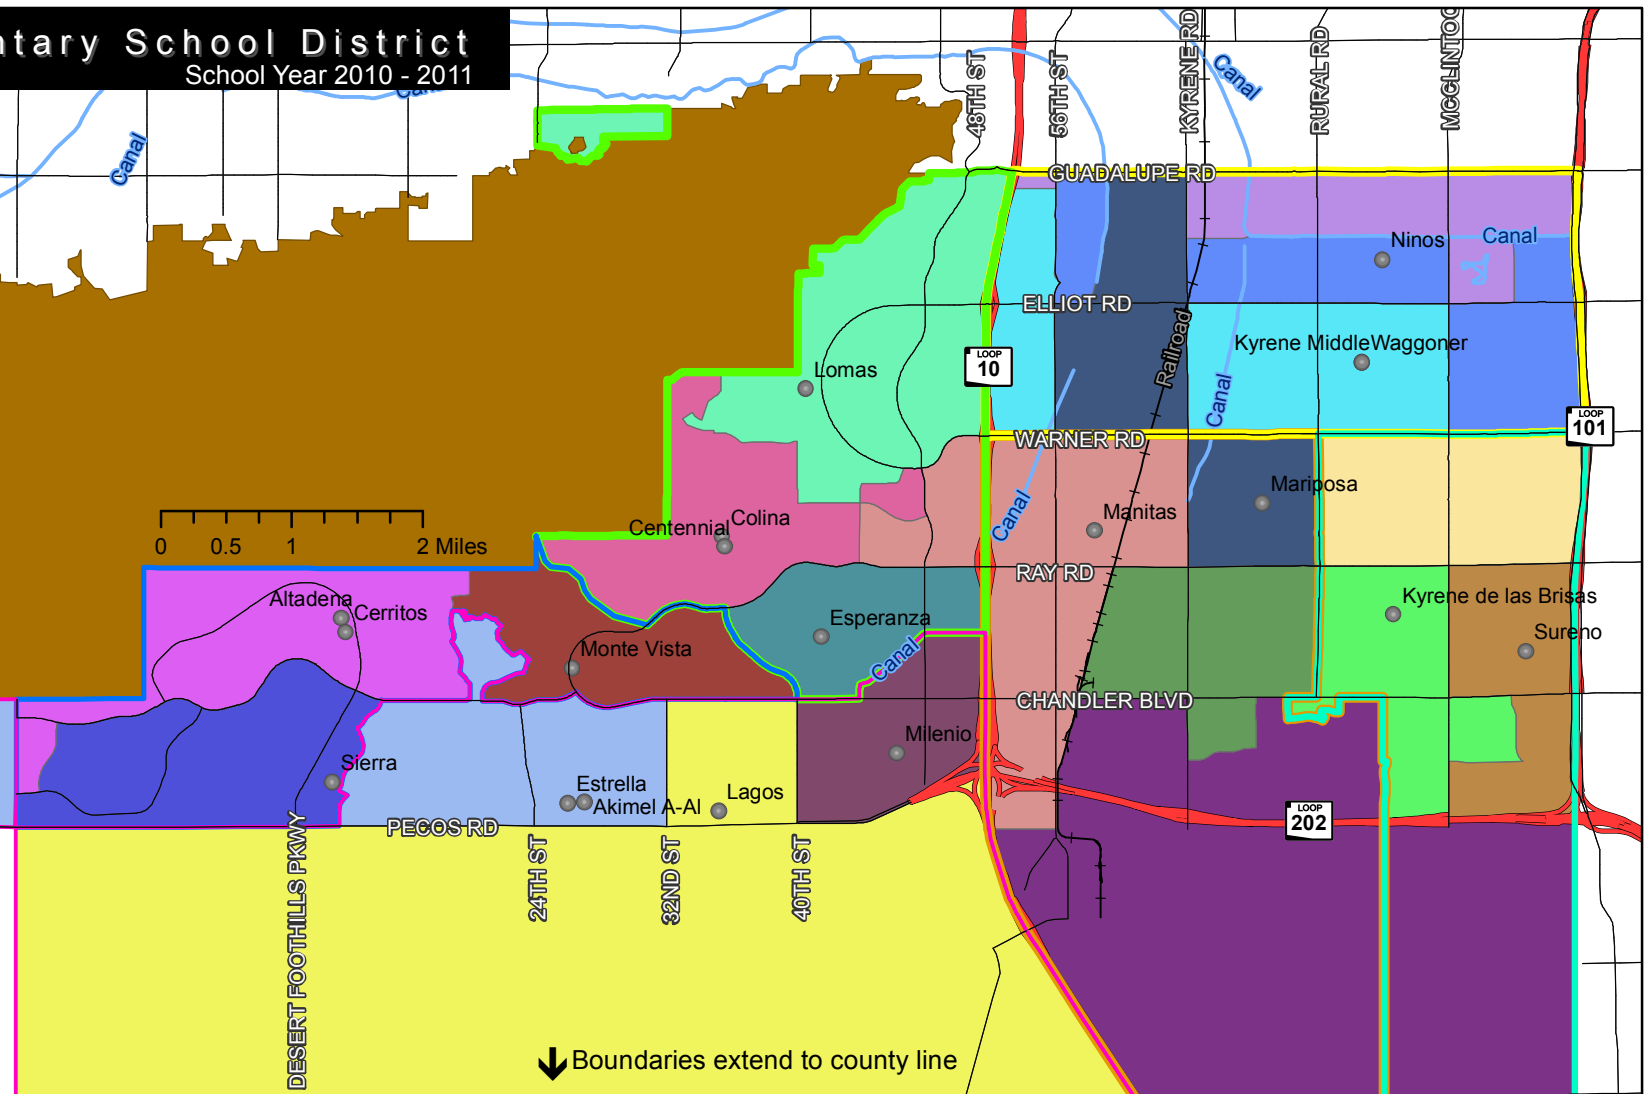 ntary School District
School Year 2010 - 2011
Canal
Canal
Canal
48TH ST
56TH ST
KYRENE RD
RURAL RD
MCCLINTOC
GUADALUPE RD
Ninos
Canal
ELLIOT RD
Railroad
Kyrene Middle
Waggoner
LOOP
10
Lomas
Canal
LOOP
101
WARNER RD
Mariposa
Manitas
Canal
Centennial
Colina
0 0.5 1 2 Miles
RAY RD
Altadena
Cerritos
Esperanza
Kyrene de las Brisas
Sureno
Monte Vista
Canal
CHANDLER BLVD
Milenio
Sierra
Estrella
Akimel A-Al
Lagos
LOOP
202
PECOS RD
DESERT FOOTHILLS PKWY
24TH ST
32ND ST
40TH ST
Boundaries extend to county line